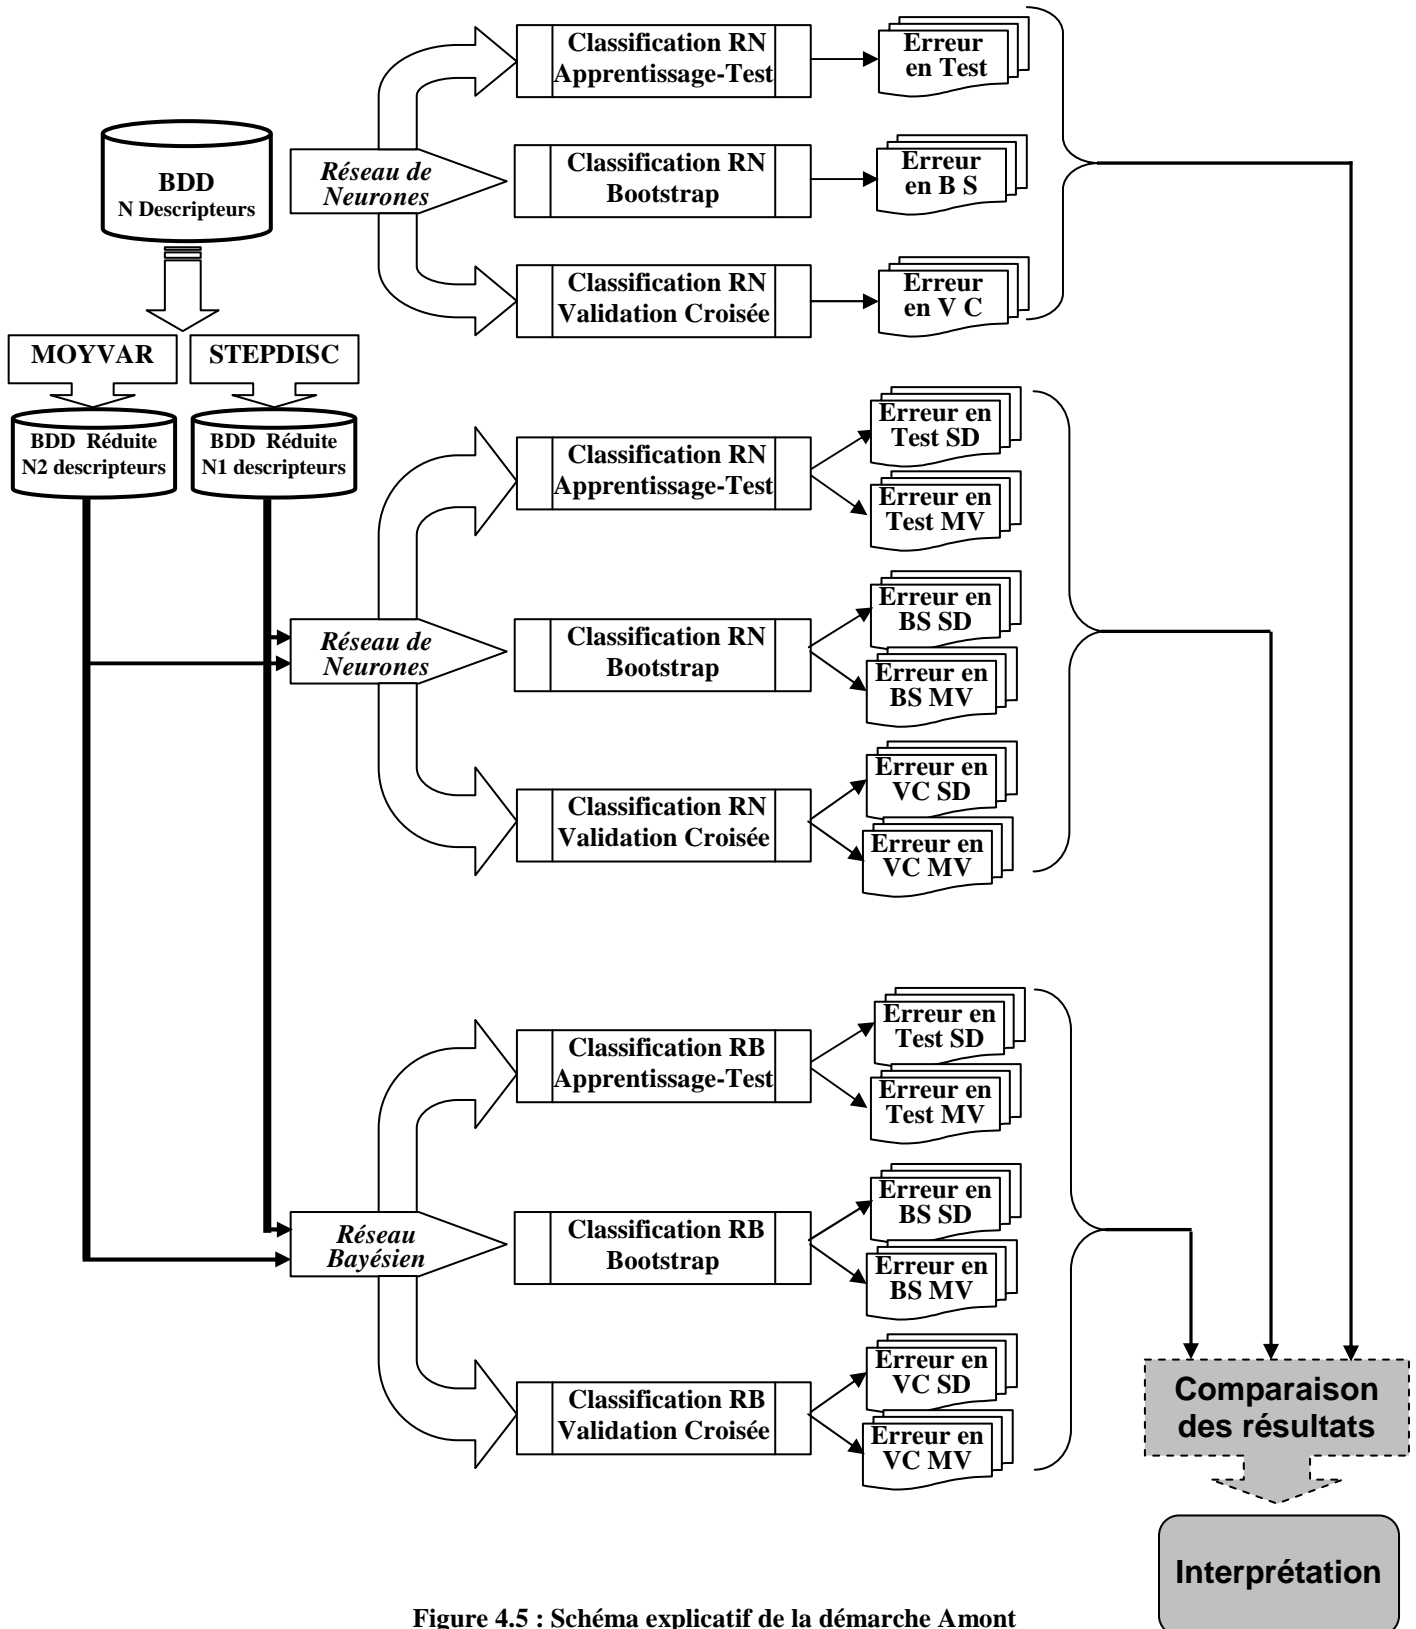 BDD
N Descripteurs
MOYVAR
STEPDISC
BDD Réduite
N2 descripteurs
BDD Réduite
N1 descripteurs
Réseau de
Neurones
Classification RN
Apprentissage-Test
Erreur
en Test
Classification RN
Bootstrap
Erreur
en B S
Classification RN
Validation Croisée
Erreur
en V C
Réseau de
Neurones
Classification RN
Apprentissage-Test
Erreur en
Test SD
Erreur en
Test MV
Classification RN
Bootstrap
Erreur en
BS SD
Erreur en
BS MV
Classification RN
Validation Croisée
Erreur en
VC SD
Erreur en
VC MV
Réseau
Bayésien
Classification RB
Apprentissage-Test
Erreur en
Test SD
Erreur en
Test MV
Classification RB
Bootstrap
Erreur en
BS SD
Erreur en
BS MV
Classification RB
Validation Croisée
Erreur en
VC SD
Erreur en
VC MV
Comparaison
des résultats
Interprétation
Figure 4.5 : Schéma explicatif de la démarche Amont